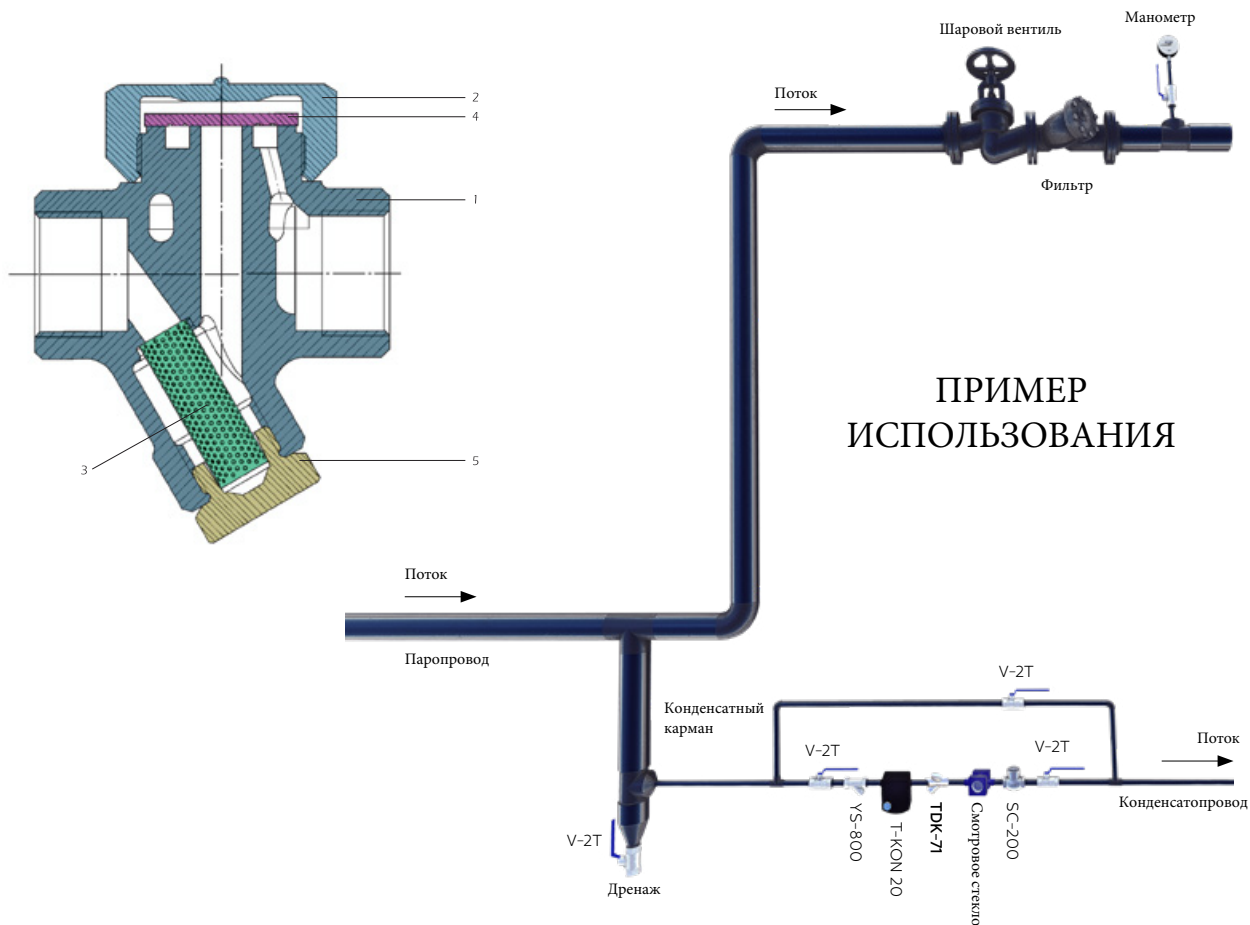 2
4
1
3
5
Шаровой вентиль
Манометр
Поток
Фильтр
ПРИМЕР
ИСПОЛЬЗОВАНИЯ
Поток
Паропровод
Конденсатный
карман
V-2T
V-2T
V-2T
Поток
Конденсатопровод
YS-800
T-KON 20
TDK-71
Смотровое стекло
SC-200
V-2T
Дренаж